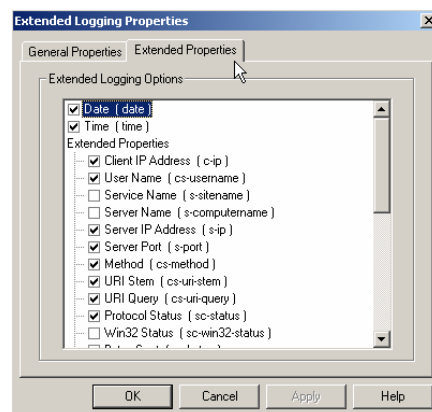 Extended Logging Properties
General Properties
Extended Properties
Extended Logging Options
Date ( date )
Time ( time )
Extended Properties
Client IP Address ( c-ip )
User Name ( cs-username )
Service Name ( s-sitename )
Server Name ( s-computername )
Server IP Address ( s-ip )
Server Port ( s-port )
Method ( cs-method )
URI Stem ( cs-uri-stem )
URI Query ( cs-uri-query )
Protocol Status ( sc-status )
Win32 Status ( sc-win32-status )
OK
Cancel
Apply
Help